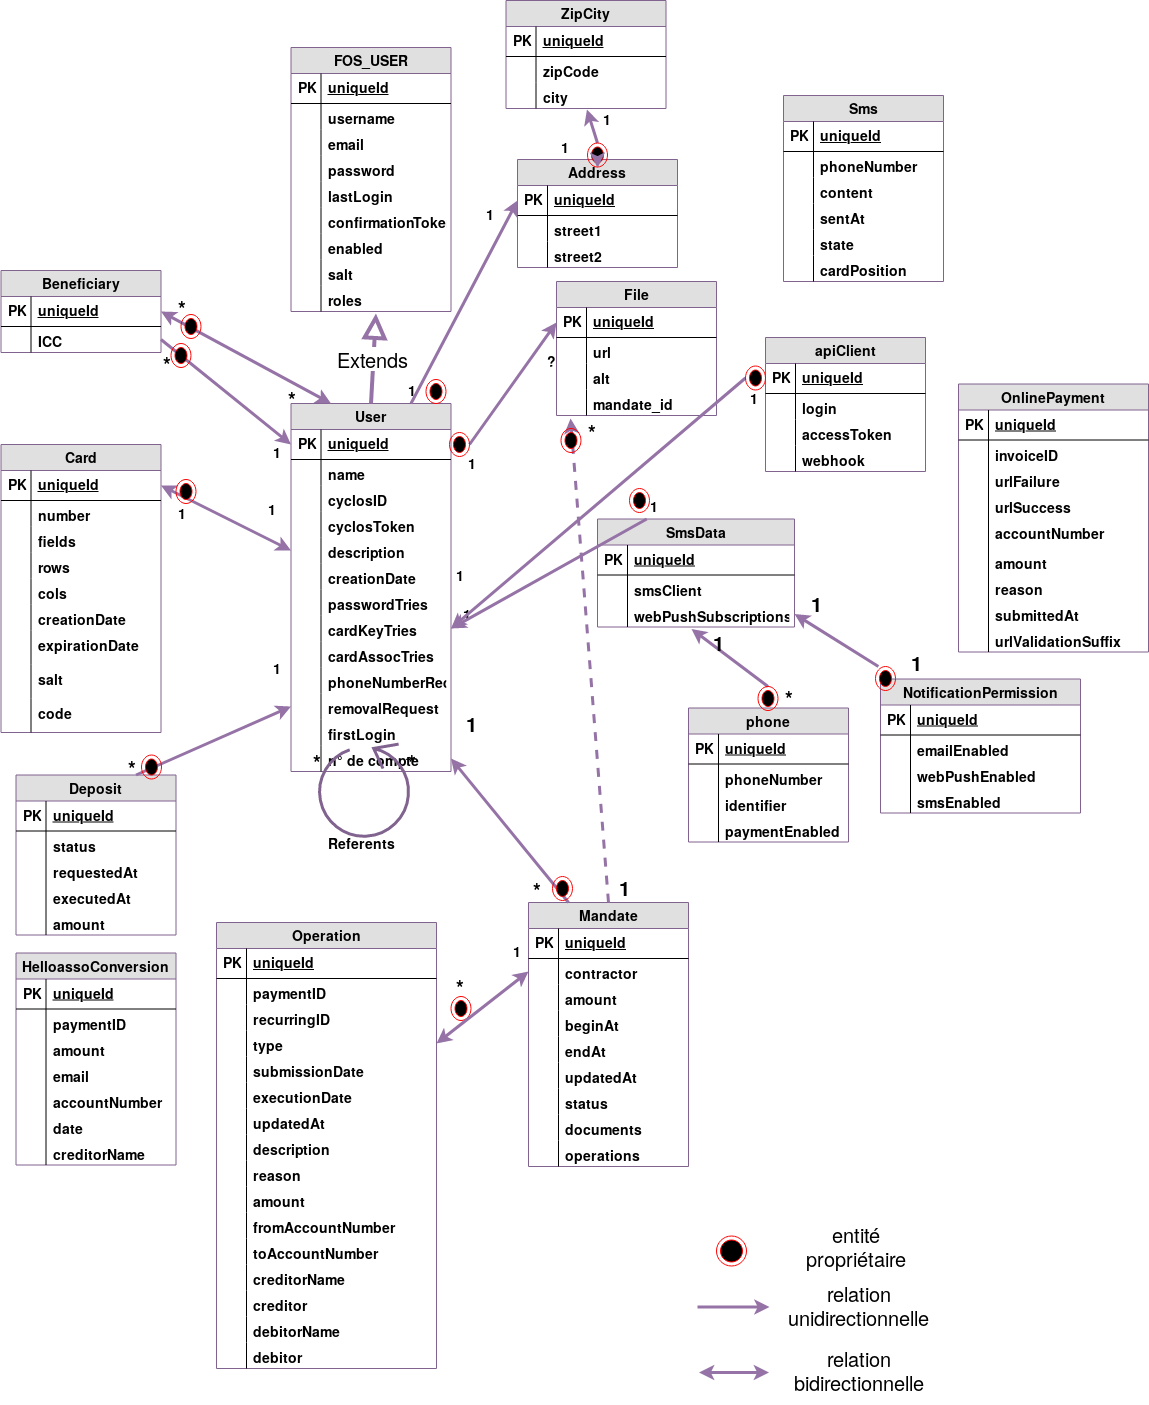 ZipCity
PK uniqueId
zipCode
city
1
1
FOS_USER
PK uniqueId
username
email
password
lastLogin
confirmationToke
enabled
salt
roles
Extends
Address
PK uniqueId
street1
street2
1
1
Sms
PK uniqueId
phoneNumber
content
sentAt
state
cardPosition
Beneficiary
PK uniqueId
ICC
*
*
*
1
File
PK uniqueId
url
alt
mandate_id
?
*
1
apiClient
PK uniqueId
login
accessToken
webhook
1
OnlinePayment
PK uniqueId
invoiceID
urlFailure
urlSuccess
accountNumber
amount
reason
submittedAt
urlValidationSuffix
User
PK uniqueId
name
cyclosID
cyclosToken
description
creationDate
passwordTries
cardKeyTries
cardAssocTries
phoneNumberRec
removalRequest
firstLogin
* n° de compte *
Referents
Card
PK uniqueId
number
fields
rows
cols
creationDate
expirationDate
salt
code
1
1
1
SmsData
PK uniqueId
smsClient
webPushSubscriptions
1
1
1
1
1
1
*
NotificationPermission
PK uniqueId
emailEnabled
webPushEnabled
smsEnabled
phone
PK uniqueId
phoneNumber
identifier
paymentEnabled
1
*
Deposit
PK uniqueId
status
requestedAt
executedAt
amount
1
*
1
Mandate
PK uniqueId
contractor
amount
beginAt
endAt
updatedAt
status
documents
operations
1
*
HelloassoConversion
PK uniqueId
paymentID
amount
email
accountNumber
date
creditorName
Operation
PK uniqueId
paymentID
recurringID
type
submissionDate
executionDate
updatedAt
description
reason
amount
fromAccountNumber
toAccountNumber
creditorName
creditor
debitorName
debitor
entité
propriétaire
relation
unidirectionnelle
relation
bidirectionnelle